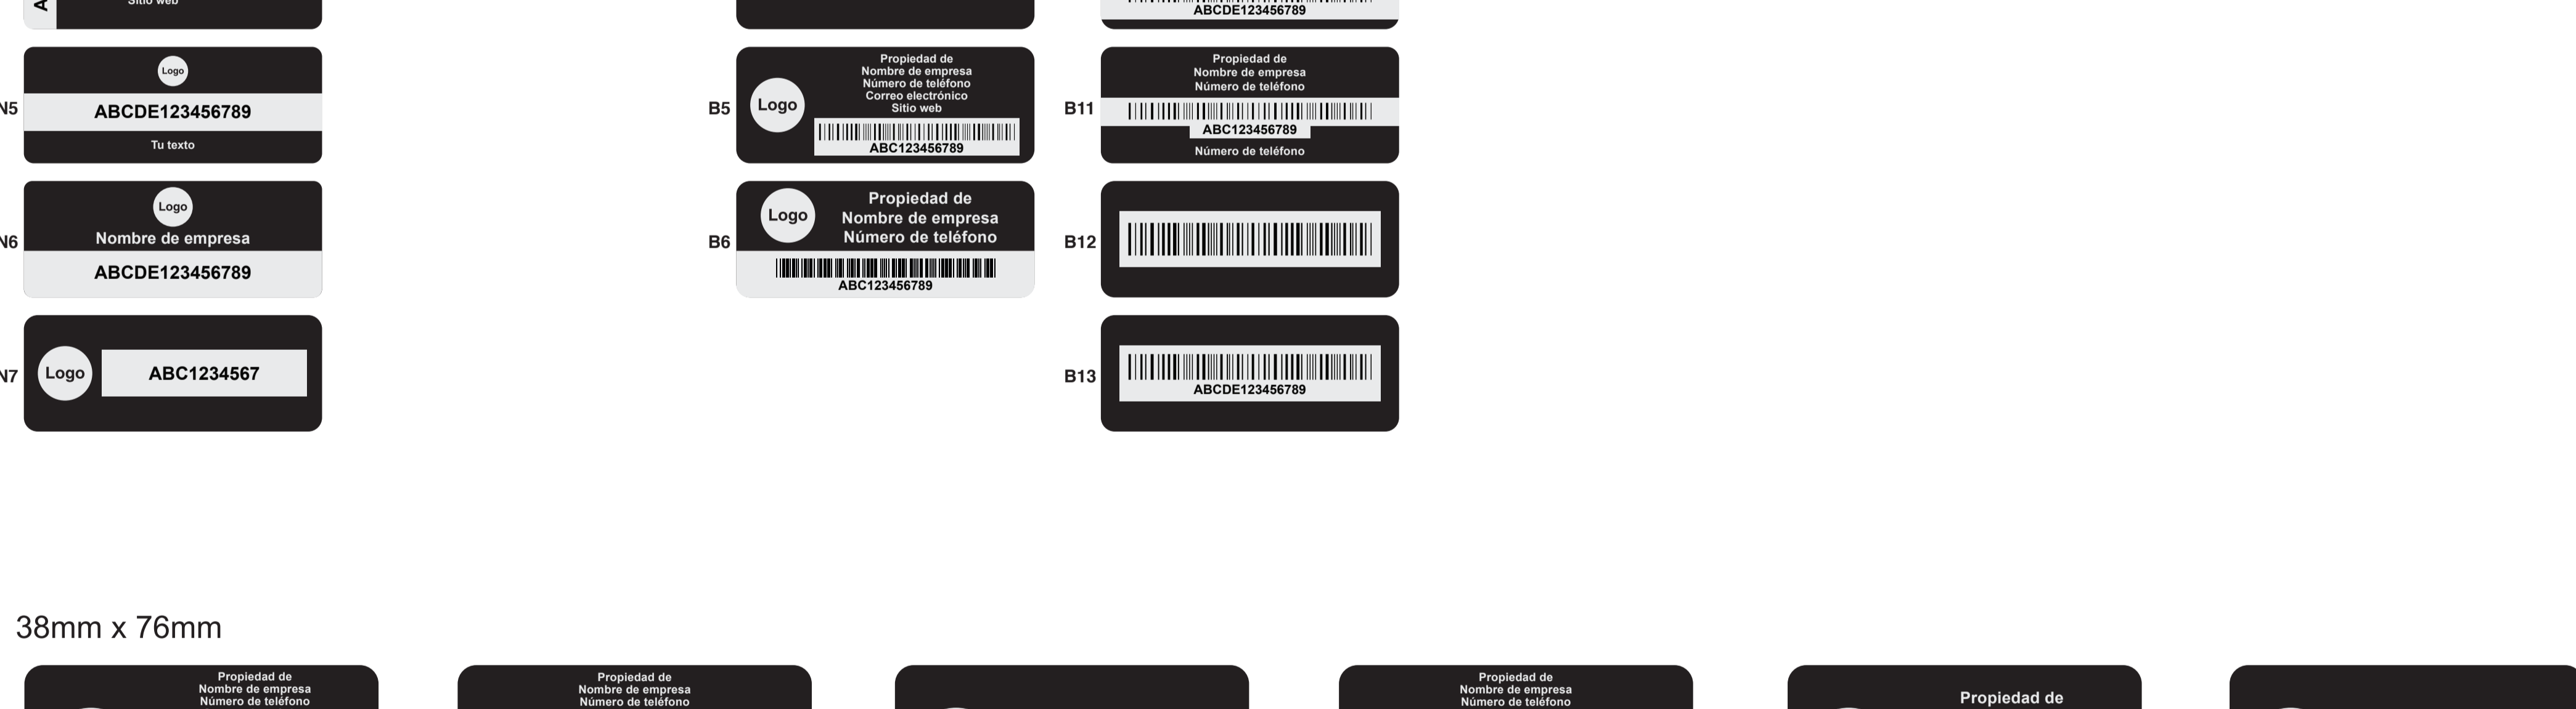 Sitio web
ABCDE123456789
N5
Logo
ABCDE123456789
Tu texto
B5
Logo
Propiedad de
Nombre de empresa
Número de teléfono
Correo electrónico
Sitio web
ABC123456789
B11
Propiedad de
Nombre de empresa
Número de teléfono
ABC123456789
Número de teléfono
N6
Logo
Nombre de empresa
ABCDE123456789
B6
Logo
Propiedad de
Nombre de empresa
Número de teléfono
ABC123456789
B12
N7
Logo
ABC1234567
B13
ABCDE123456789
38mm x 76mm
Propiedad de
Nombre de empresa
Número de teléfono
Propiedad de
Nombre de empresa
Número de teléfono
Propiedad de
Nombre de empresa
Número de teléfono
Propiedad de